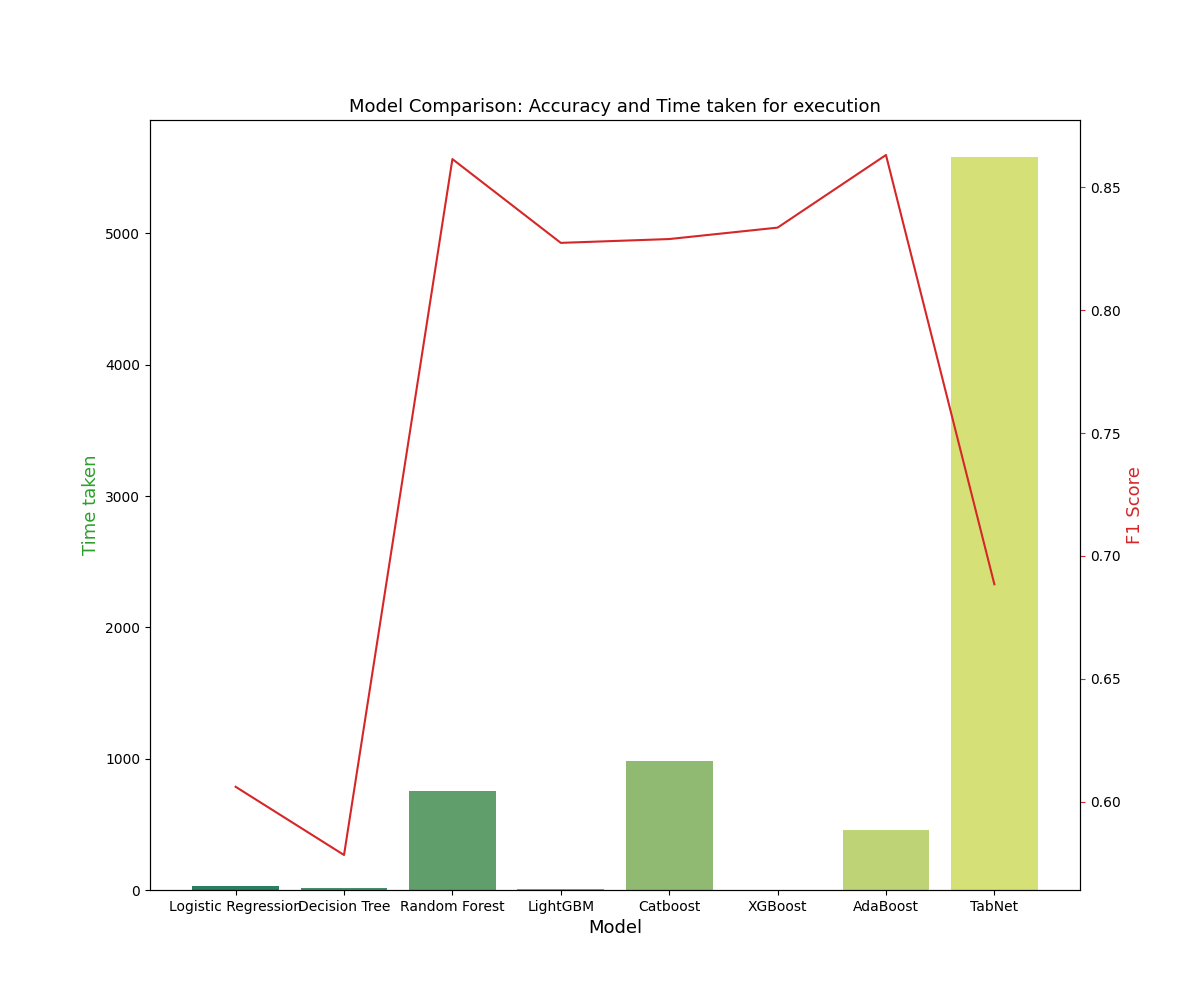 Model Comparison: Accuracy and Time taken for execution
Time taken
5000
4000
3000
2000
1000
0
0.85
0.80
0.75
0.70
0.65
0.60
F1 Score
Logistic Regression Decision Tree Random Forest LightGBM Catboost XGBoost AdaBoost TabNet
Model